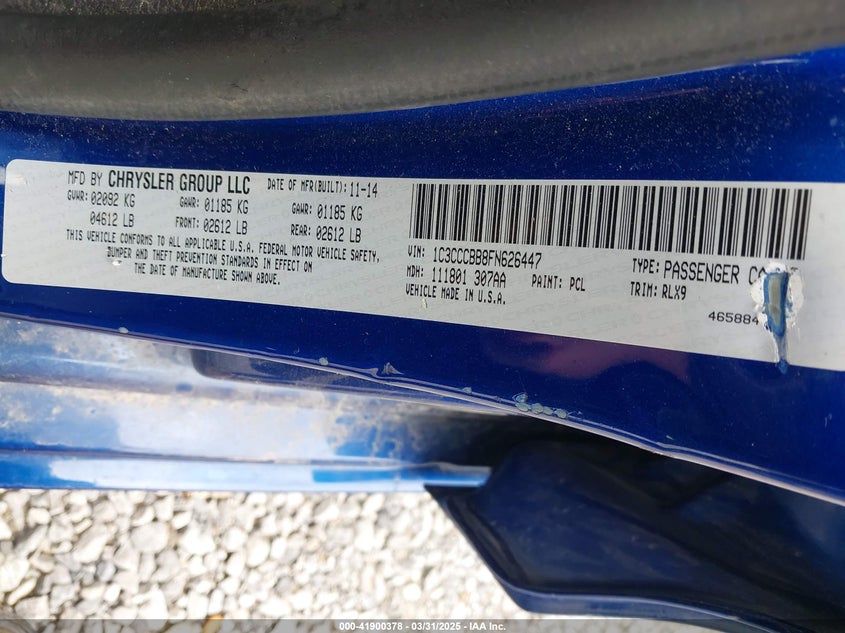 MFD BY CHRYSLER GROUP LLC DATE OF MFR(BUILT): 11-14
GVWR: 02092 KG GAWR: 01185 KG GAWR: 01185 KG
04612 LB FRONT: 02612 LB REAR: 02612 LB
THIS VEHICLE CONFORMS TO ALL APPLICABLE U.S.A. FEDERAL MOTOR VEHICLE SAFETY,
BUMPER AND THEFT PREVENTION STANDARDS IN EFFECT ON
THE DATE OF MANUFACTURE SHOWN ABOVE.
VIN: 1C3CCCBB8FN626447 TYPE: PASSENGER
MDH: 111801 307AA PAINT: PCL TRIM: RLX9
VEHICLE MADE IN U.S.A.
465884
000-41900378 - 03/31/2025 - IAA Inc.